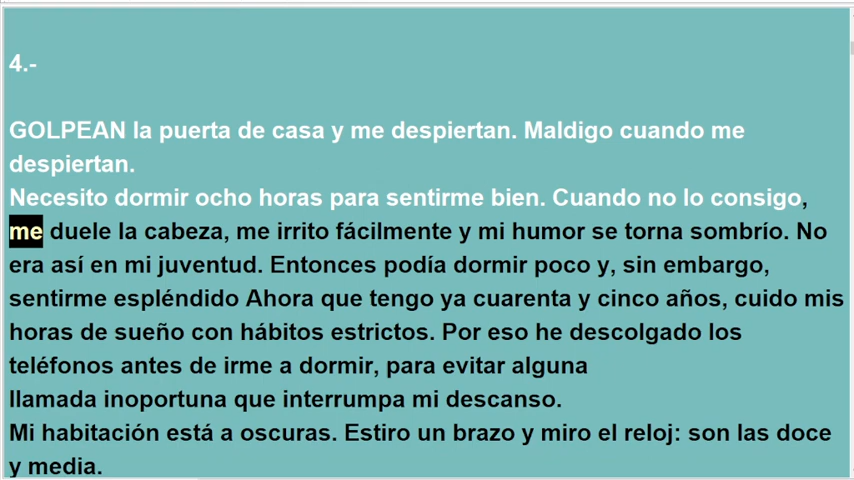 4.-
GOLPEAN la puerta de casa y me despiertan. Maldigo cuando me
despiertan.
Necesito dormir ocho horas para sentirme bien. Cuando no lo consigo,
me duele la cabeza, me irrito fácilmente y mi humor se torna sombrío. No
era así en mi juventud. Entonces podía dormir poco y, sin embargo,
sentirme espléndido Ahora que tengo ya cuarenta y cinco años, cuido mis
horas de sueño con hábitos estrictos. Por eso he descolgado los
teléfonos antes de irme a dormir, para evitar alguna
llamada inoportuna que interrumpa mi descanso.
Mi habitación está a oscuras. Estiro un brazo y miro el reloj: son las doce
y media.